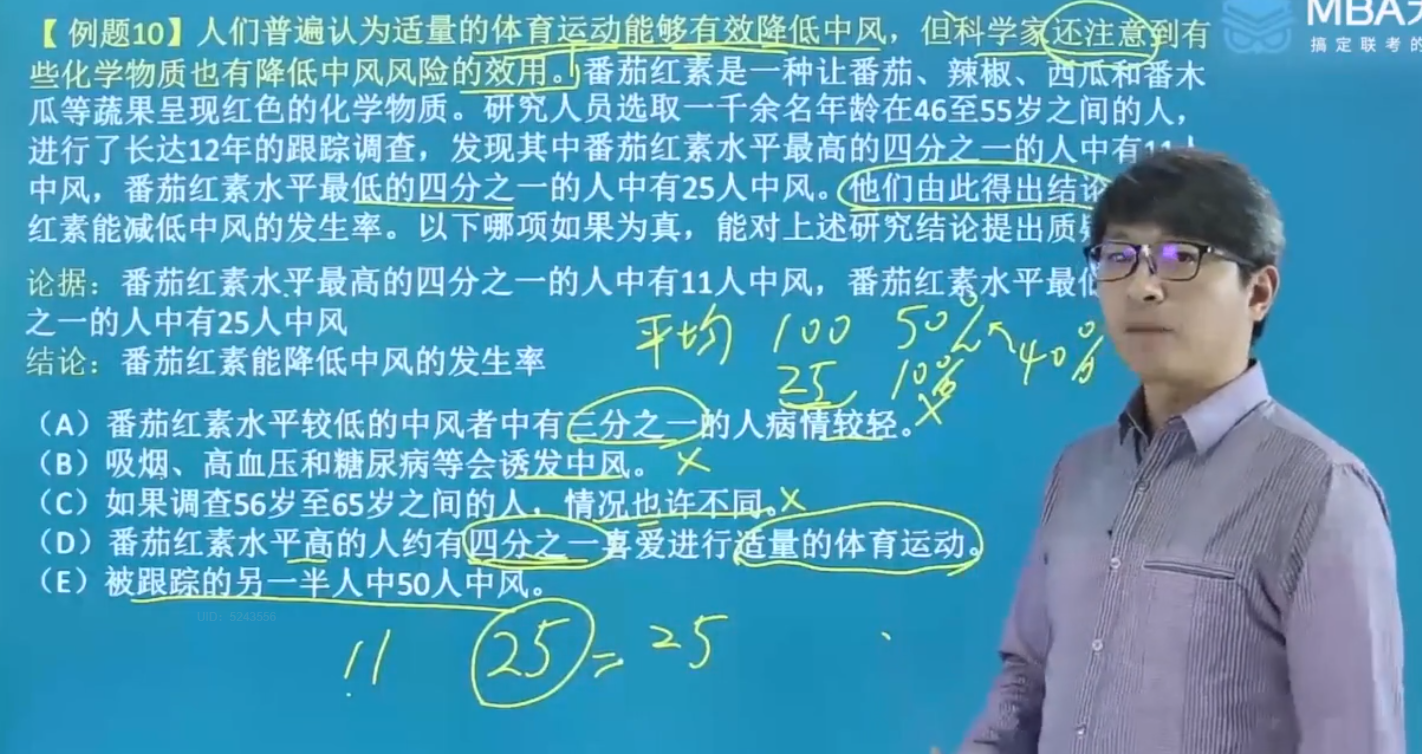 MBA大
搞定联考的
【例题10】人们普遍认为适量的体育运动能够有效降低中风，但科学家还注意到有
些化学物质也有降低中风风险的效用。番茄红素是一种让番茄、辣椒、西瓜和番木
瓜等蔬果呈现红色的化学物质。研究人员选取一千余名年龄在46至55岁之间的人，
进行了长达12年的跟踪调查，发现其中番茄红素水平最高的四分之一的人中有11人
中风，番茄红素水平最低的四分之一的人中有25人中风。他们由此得出结论
红素能减低中风的发生率。以下哪项如果为真，能对上述研究结论提出质疑
论据：番茄红素水平最高的四分之一的人中有11人中风，番茄红素水平最低
之一的人中有25人中风
结论：番茄红素能降低中风的发生率
平均 100 50% 40%
25 10%
（A）番茄红素水平较低的中风者中有三分之一的人病情较轻。
（B）吸烟、高血压和糖尿病等会诱发中风。
（C）如果调查56岁至65岁之间的人，情况也许不同。
（D）番茄红素水平高的人约有四分之一喜爱进行适量的体育运动。
（E）被跟踪的另一半人中50人中风。
UID: 5243556
11 25 = 25